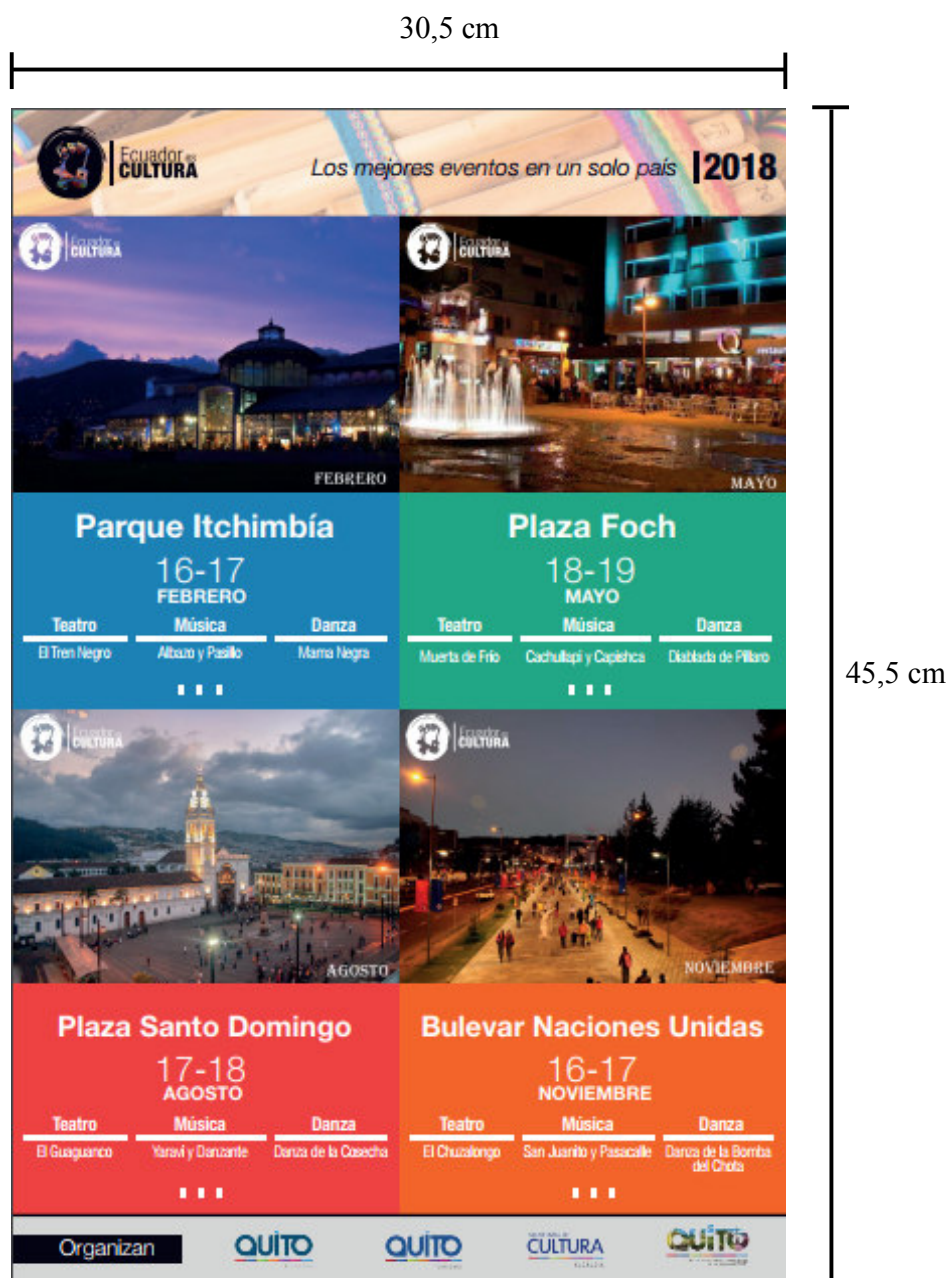 30,5 cm
Ecuador es
CULTURA
Los mejores eventos en un solo país |2018
Ecuador es
CULTURA
FEBRERO
Ecuador es
CULTURA
MAYO
Parque Itchimbía
16-17
FEBRERO
Teatro Música Danza
El Tren Negro Albazo y Pasillo Mama Negra
Plaza Foch
18-19
MAYO
Teatro Música Danza
Muerta de Frío Cachullapi y Capishca Diablada de Pillaro
45,5 cm
Ecuador es
CULTURA
AGOSTO
Ecuador es
CULTURA
NOVIEMBRE
Plaza Santo Domingo
17-18
AGOSTO
Teatro Música Danza
El Guaguanco Yaravi y Danzante Danza de la Cosecha
Bulevar Naciones Unidas
16-17
NOVIEMBRE
Teatro Música Danza
El Chuzalongo San Juanito y Pasacalle Danza de la Bomba
del Chota
Organizan QUITO QUITO CULTURA QUITO